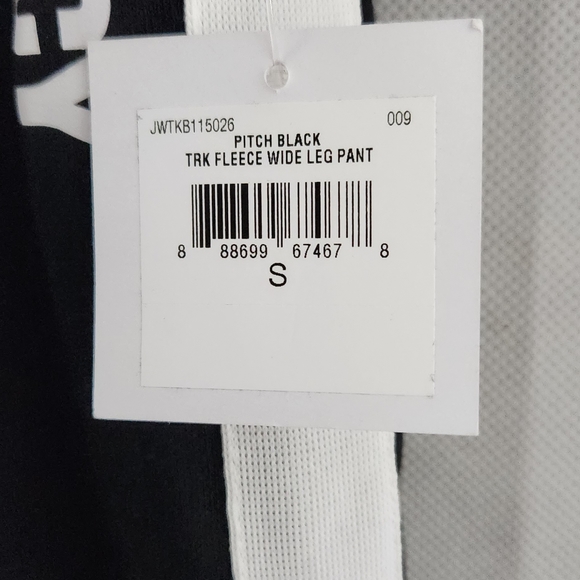 JWTKB115026 009
PITCH BLACK
TRK FLEECE WIDE LEG PANT
8 88699 67467 8
S